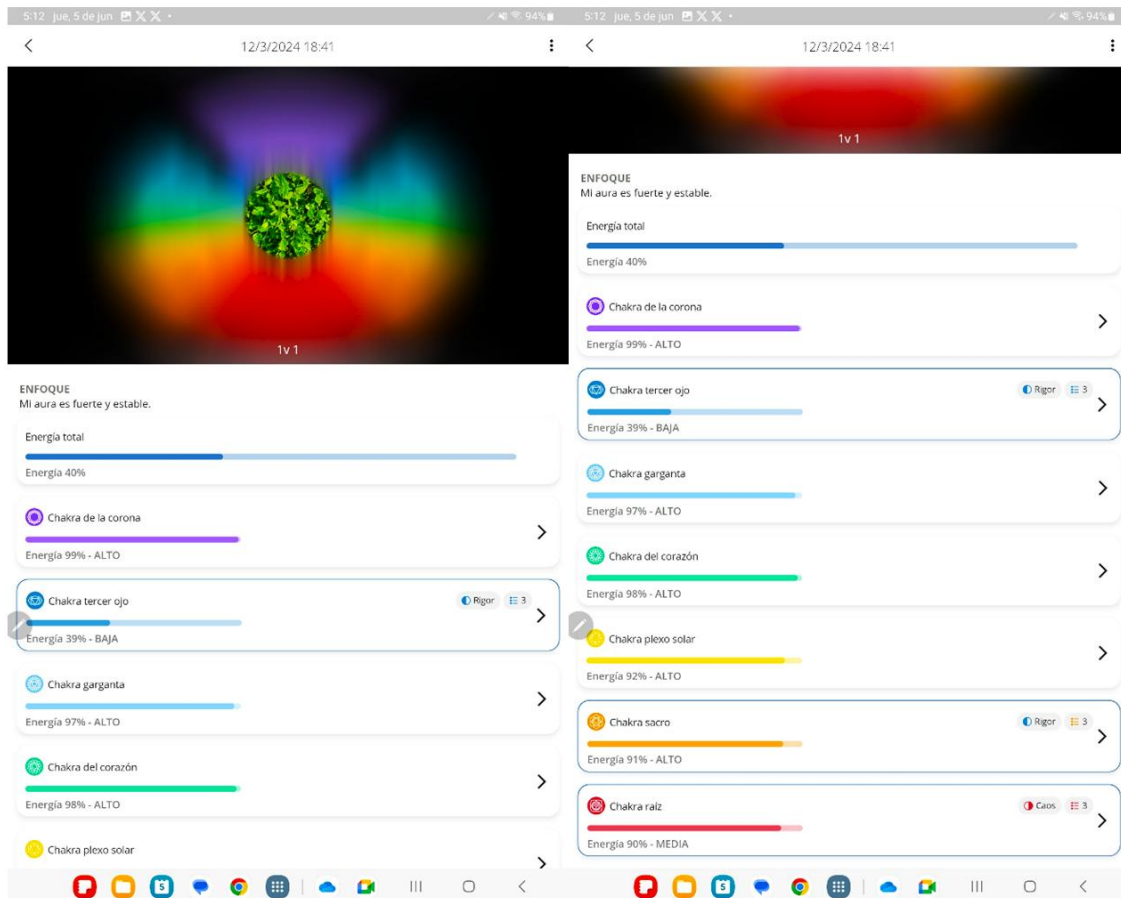 5:12 jue, 5 de jun
94%
12/3/2024 18:41
1v 1
ENFOQUE
Mi aura es fuerte y estable.
Energía total
Energía 40%
Chakra de la corona
Energía 99% - ALTO
Chakra tercer ojo
Rigor
3
Energía 39% - BAJA
Chakra garganta
Energía 97% - ALTO
Chakra del corazón
Energía 98% - ALTO
Chakra plexo solar
5:12 jue, 5 de jun
94%
12/3/2024 18:41
1v 1
ENFOQUE
Mi aura es fuerte y estable.
Energía total
Energía 40%
Chakra de la corona
Energía 99% - ALTO
Chakra tercer ojo
Rigor
3
Energía 39% - BAJA
Chakra garganta
Energía 97% - ALTO
Chakra del corazón
Energía 98% - ALTO
Chakra plexo solar
Energía 92% - ALTO
Chakra sacro
Rigor
3
Energía 91% - ALTO
Chakra raíz
Caos
3
Energía 90% - MEDIA